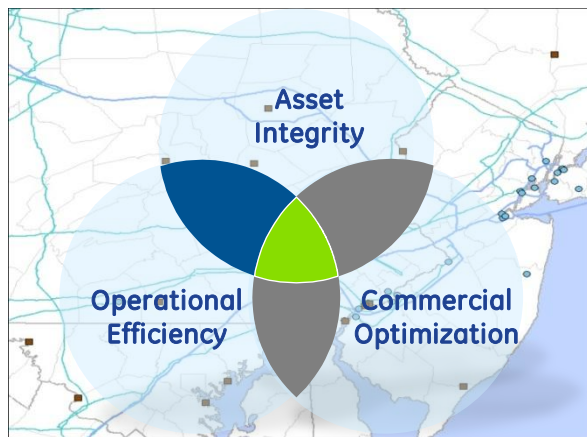 Asset
Integrity
Operational
Efficiency
Commercial
Optimization